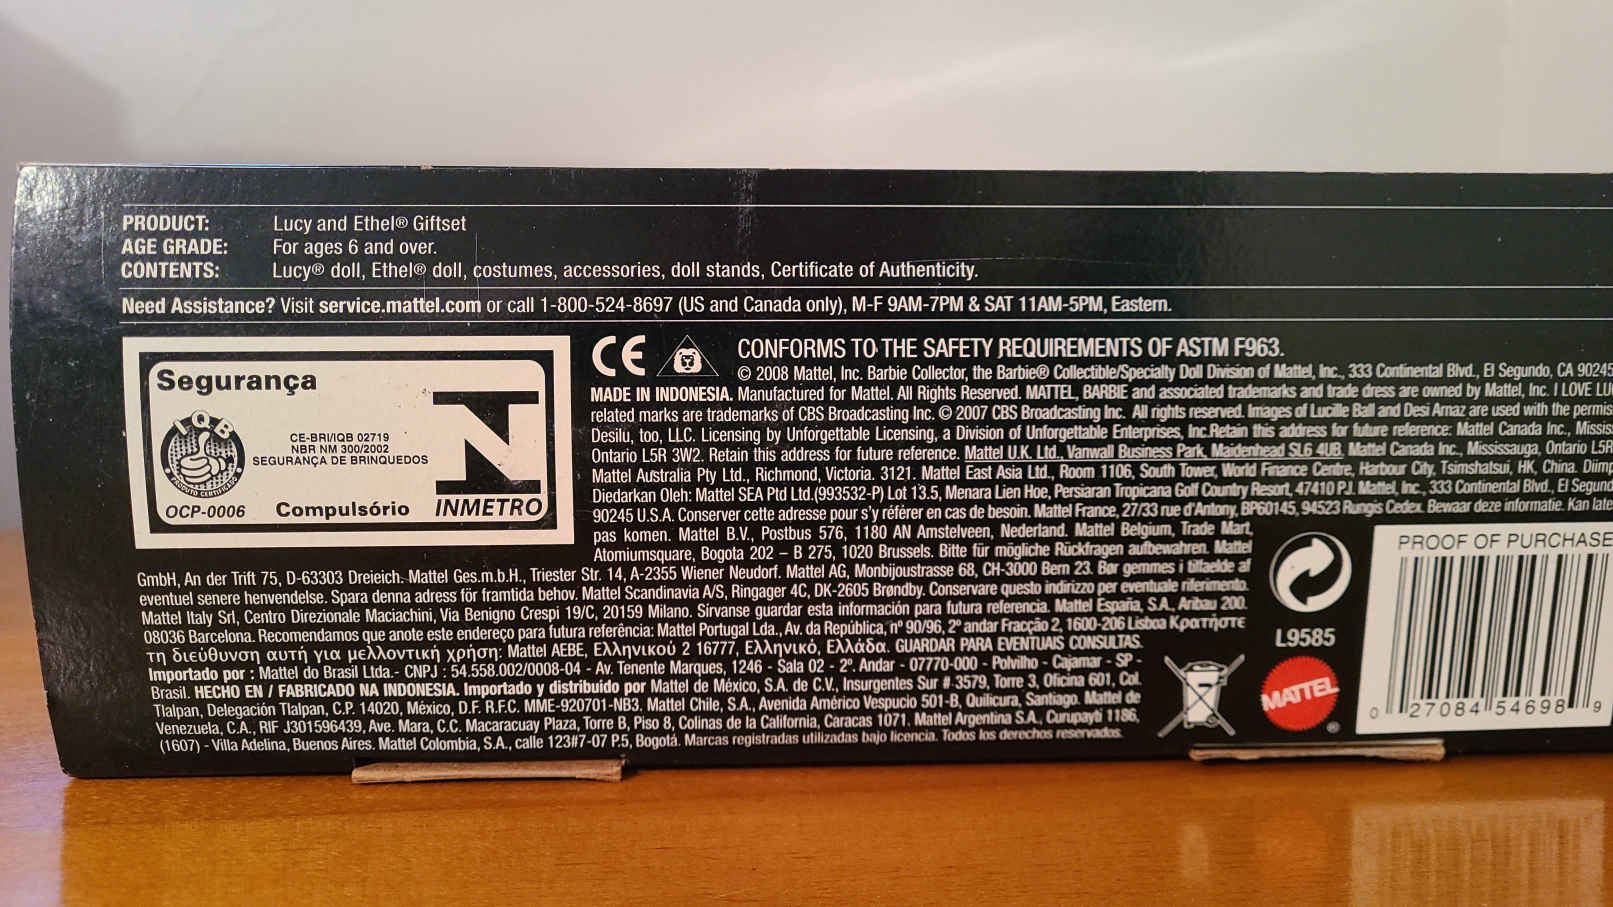 PRODUCT: Lucy and Ethel® Giftset
AGE GRADE: For ages 6 and over.
CONTENTS: Lucy® doll, Ethel® doll, costumes, accessories, doll stands, Certificate of Authenticity.
Need Assistance? Visit service.mattel.com or call 1-800-524-8697 (US and Canada only), M-F 9AM-7PM & SAT 11AM-5PM, Eastern.
Segurança
IQB
PRODUTO CERTIFICADO
OCP-0006
CE-BRI/IQB 02719
NBR NM 300/2002
SEGURANÇA DE BRINQUEDOS
Compulsório
INMETRO
CE
CONFORMS TO THE SAFETY REQUIREMENTS OF ASTM F963.
© 2008 Mattel, Inc. Barbie Collector, the Barbie® Collectible/Specialty Doll Division of Mattel, Inc., 333 Continental Blvd., El Segundo, CA 90245
MADE IN INDONESIA. Manufactured for Mattel. All Rights Reserved. MATTEL, BARBIE and associated trademarks and trade dress are owned by Mattel, Inc. I LOVE LU
related marks are trademarks of CBS Broadcasting Inc. © 2007 CBS Broadcasting Inc. All rights reserved. Images of Lucille Ball and Desi Arnaz are used with the permis
Desilu, too, LLC. Licensing by Unforgettable Licensing, a Division of Unforgettable Enterprises, Inc.Retain this address for future reference: Mattel Canada Inc., Missis
Ontario L5R 3W2. Retain this address for future reference. Mattel U.K. Ltd., Vanwall Business Park, Maidenhead SL6 4UB. Mattel Canada Inc., Mississauga, Ontario L5R
Mattel Australia Pty Ltd., Richmond, Victoria. 3121. Mattel East Asia Ltd., Room 1106, South Tower, World Finance Centre, Harbour City, Tsimshatsui, HK, China. Diimp
Diedarkan Oleh: Mattel SEA Ptd Ltd.(993532-P) Lot 13.5, Menara Lien Hoe, Persiaran Tropicana Golf Country Resort, 47410 PJ. Mattel, Inc., 333 Continental Blvd., El Segund
90245 U.S.A. Conserver cette adresse pour s'y référer en cas de besoin. Mattel France, 27/33 rue d'Antony, BP60145, 94523 Rungis Cedex. Bewaar deze informatie. Kan late
pas komen. Mattel B.V., Postbus 576, 1180 AN Amstelveen, Nederland. Mattel Belgium, Trade Mart,
Atomiumsquare, Bogota 202 – B 275, 1020 Brussels. Bitte für mögliche Rückfragen aufbewahren. Mattel
GmbH, An der Trift 75, D-63303 Dreieich. Mattel Ges.m.b.H., Triester Str. 14, A-2355 Wiener Neudorf. Mattel AG, Monbijoustrasse 68, CH-3000 Bern 23. Bør gemmes i tilfaelde af
eventuel senere henvendelse. Spara denna adress för framtida behov. Mattel Scandinavia A/S, Ringager 4C, DK-2605 Brøndby. Conservare questo indirizzo per eventuale riferimento.
Mattel Italy Srl, Centro Direzionale Maciachini, Via Benigno Crespi 19/C, 20159 Milano. Sírvanse guardar esta información para futura referencia. Mattel España, S.A., Aribau 200.
08036 Barcelona. Recomendamos que anote este endereço para futura referência: Mattel Portugal Lda., Av. da República, nº 90/96, 2º andar Fracção 2, 1600-206 Lisboa Κρατήστε
τη διεύθυνση αυτή για μελλοντική χρήση: Mattel AEBE, Ελληνικού 2 16777, Ελληνικό, Ελλάδα. GUARDAR PARA EVENTUAIS CONSULTAS.
Importado por : Mattel do Brasil Ltda.- CNPJ : 54.558.002/0008-04 - Av. Tenente Marques, 1246 - Sala 02 - 2º. Andar - 07770-000 - Polvilho - Cajamar - SP -
Brasil. HECHO EN / FABRICADO NA INDONESIA. Importado y distribuido por Mattel de México, S.A. de C.V., Insurgentes Sur # 3579, Torre 3, Oficina 601, Col.
Tlalpan, Delegación Tlalpan, C.P. 14020, México, D.F. R.F.C. MME-920701-NB3. Mattel Chile, S.A., Avenida Américo Vespucio 501-B, Quilicura, Santiago. Mattel de
Venezuela, C.A., RIF J301596439, Ave. Mara, C.C. Macaracuay Plaza, Torre B, Piso 8, Colinas de la California, Caracas 1071, Mattel Argentina S.A., Curupaytí 1186,
(1607) - Villa Adelina, Buenos Aires. Mattel Colombia, S.A., calle 123#7-07 P.5, Bogotá. Marcas registradas utilizadas bajo licencia. Todos los derechos reservados.
L9585
MATTEL
®
PROOF OF PURCHASE
0 27084 54698 9